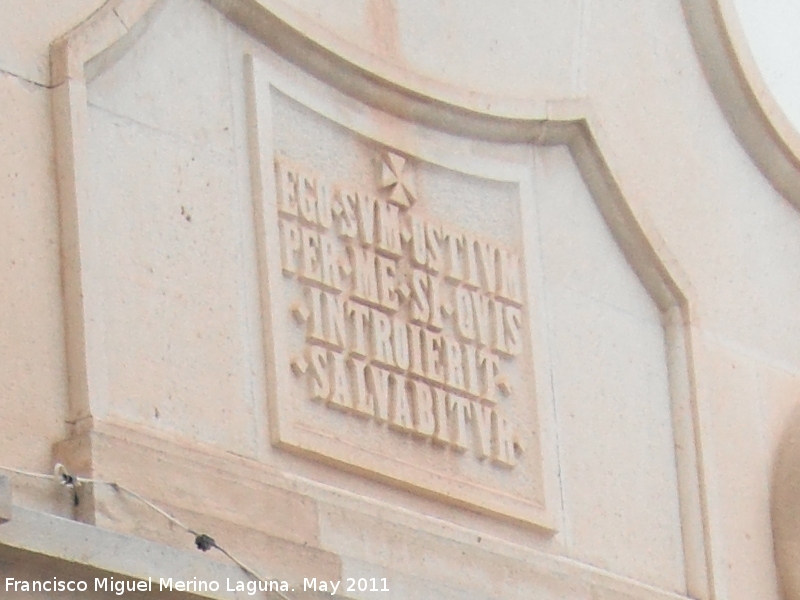 EGO·SVM·OSTIVM
PER·ME·SI·QVIS
·INTROIERIT·
·SALVABITVR·
Francisco Miguel Merino Laguna. May 2011